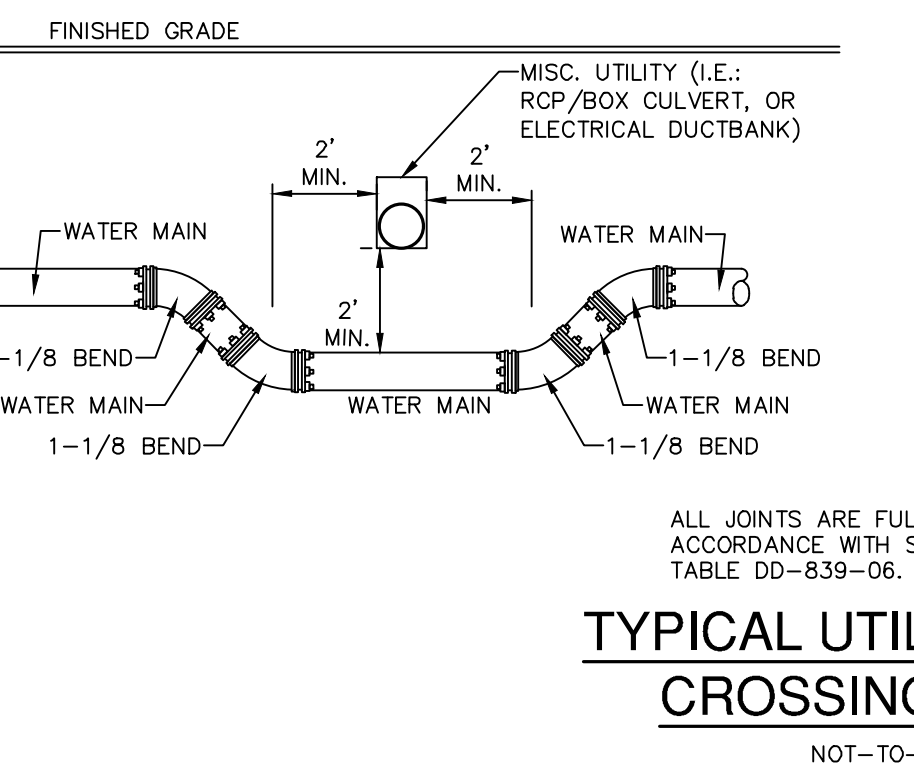 FINISHED GRADE
MISC. UTILITY (I.E.:
RCP/BOX CULVERT, OR
ELECTRICAL DUCTBANK)
2'
MIN.
2'
MIN.
WATER MAIN
WATER MAIN
2'
MIN.
-1/8 BEND
1-1/8 BEND
WATER MAIN
WATER MAIN
WATER MAIN
1-1/8 BEND
1-1/8 BEND
ALL JOINTS ARE FUL
ACCORDANCE WITH S
TABLE DD-839-06.
TYPICAL UTIL
CROSSING
NOT-TO-